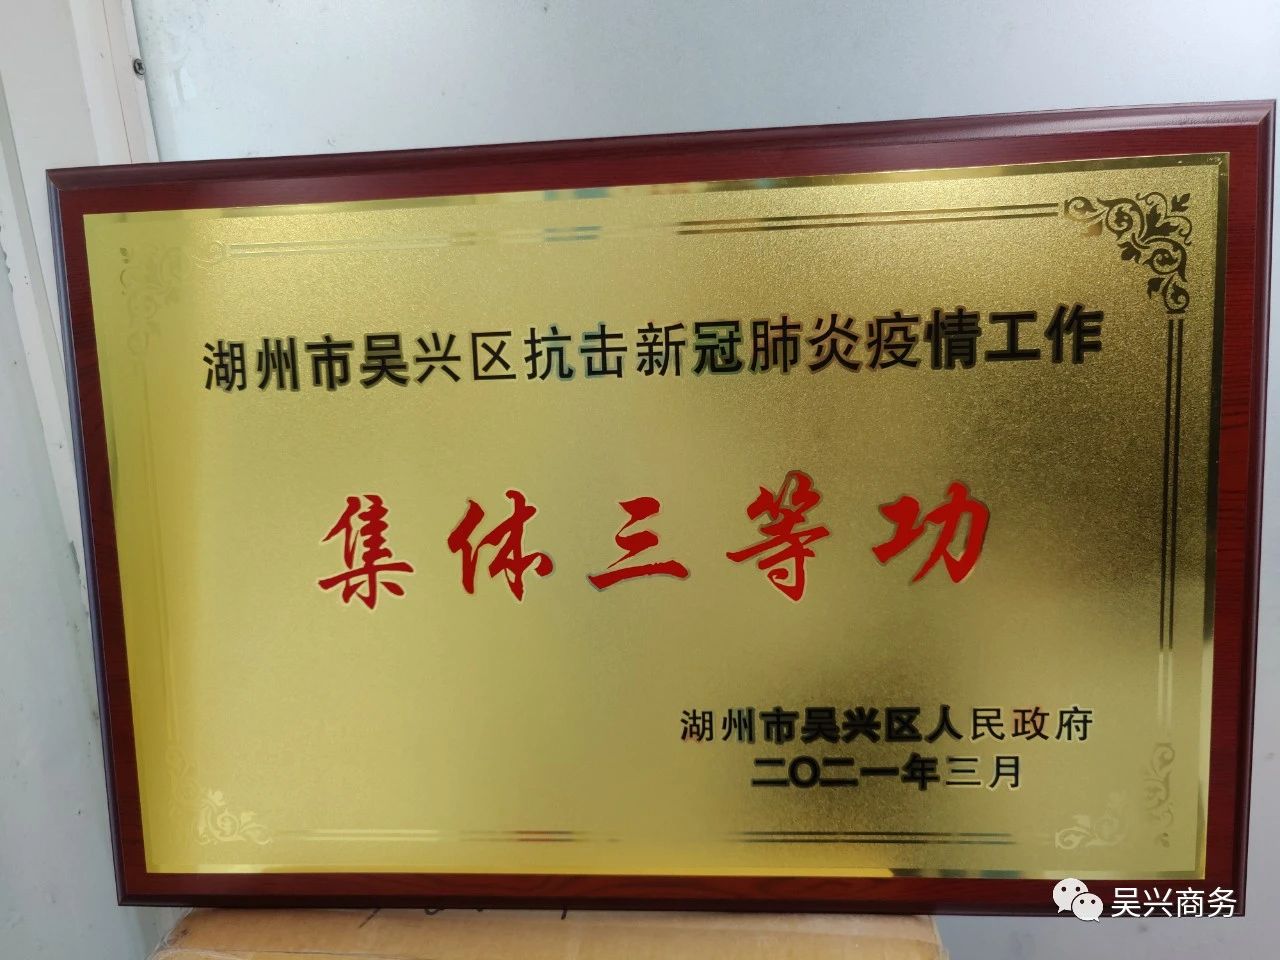 湖州市吴兴区抗击新冠肺炎疫情工作
集体三等功
湖州市吴兴区人民政府
二〇二一年三月
吴兴商务